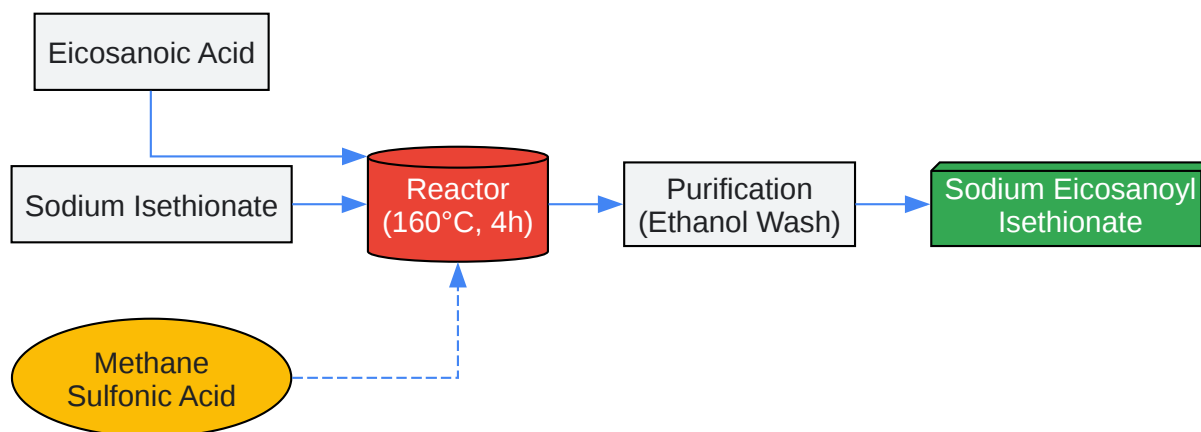 Eicosanoic Acid
Sodium Isethionate
Reactor
(160°C, 4h)
Purification
(Ethanol Wash)
Sodium Eicosanoyl
Isethionate
Methane
Sulfonic Acid